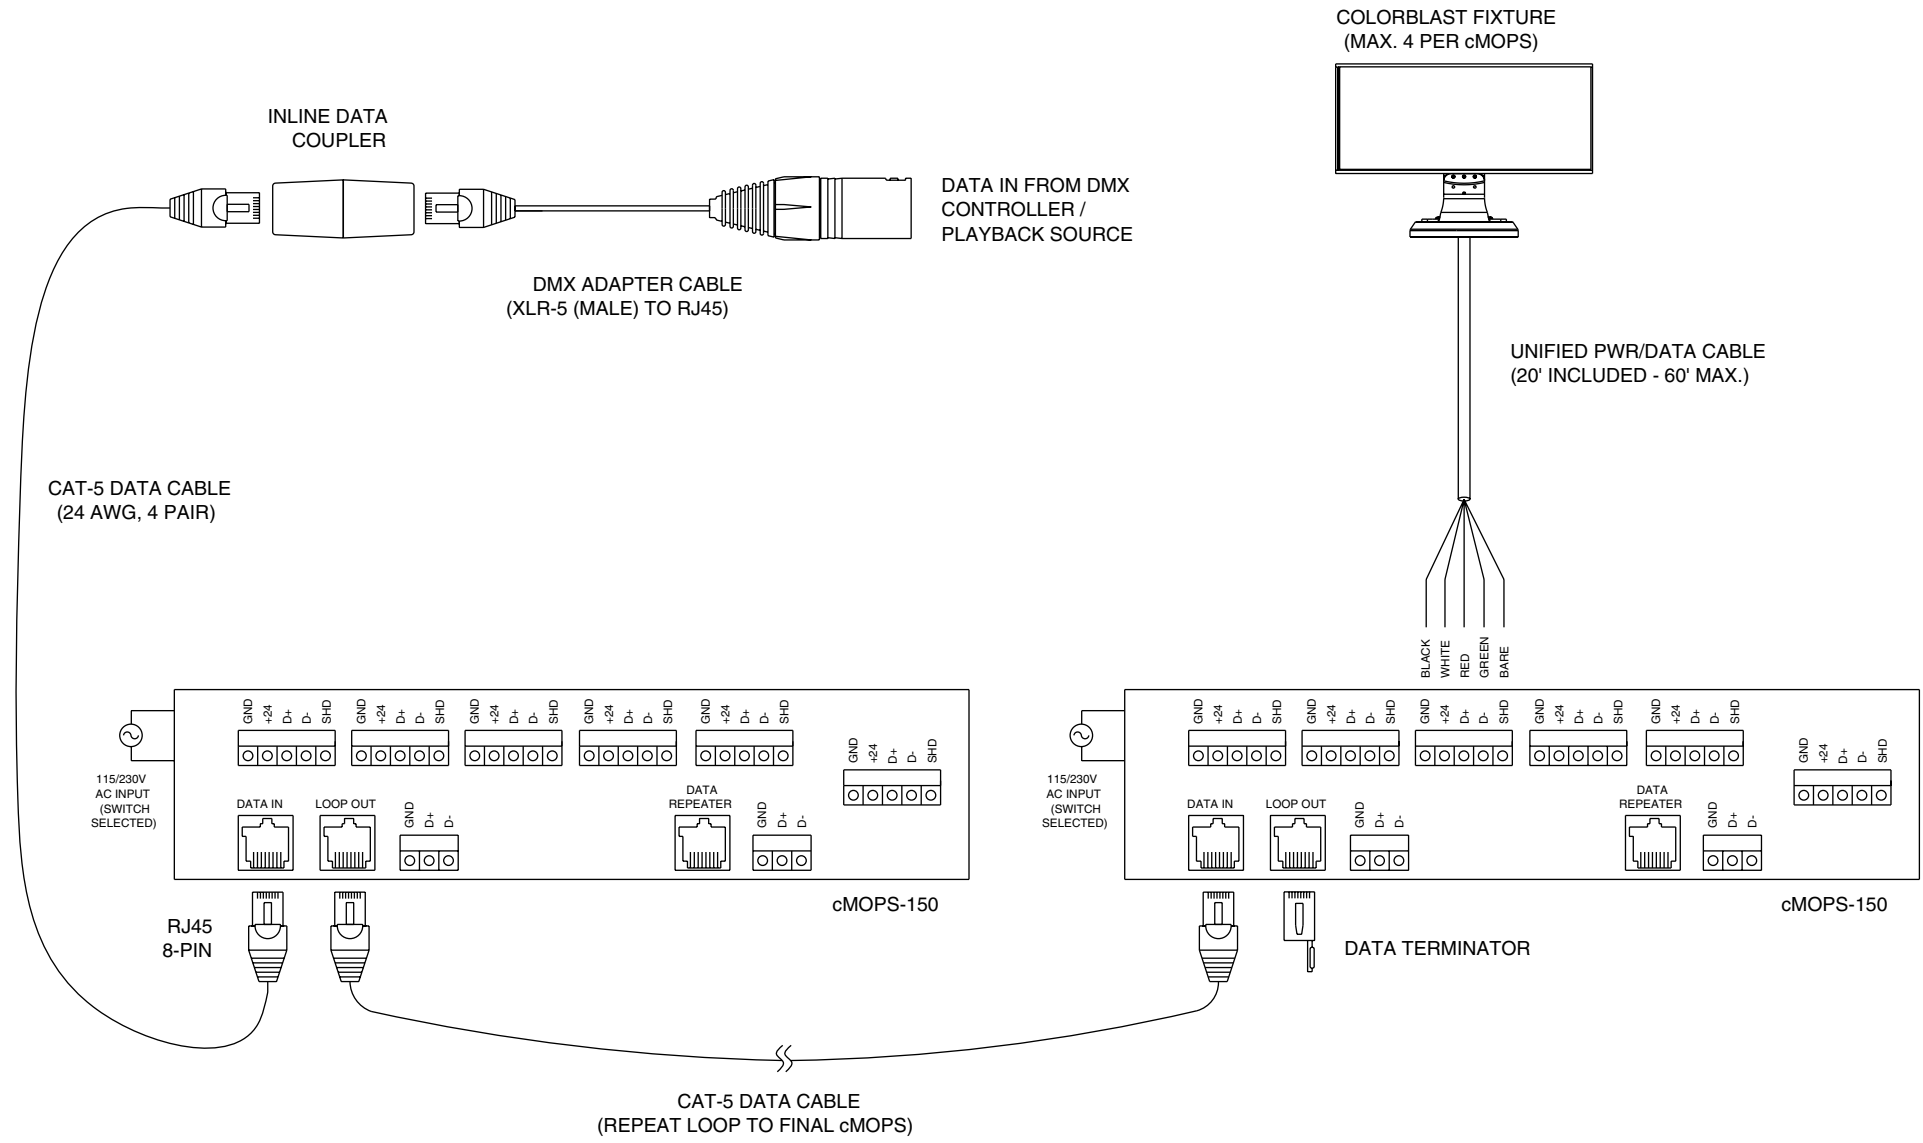 COLORBLAST FIXTURE
(MAX. 4 PER cMOPS)
INLINE DATA
COUPLER
DATA IN FROM DMX
CONTROLLER /
PLAYBACK SOURCE
DMX ADAPTER CABLE
(XLR-5 (MALE) TO RJ45)
UNIFIED PWR/DATA CABLE
(20' INCLUDED - 60' MAX.)
CAT-5 DATA CABLE
(24 AWG, 4 PAIR)
BLACK
WHITE
RED
GREEN
BARE
GND +24 D+ D- SHD
GND +24 D+ D- SHD
GND +24 D+ D- SHD
GND +24 D+ D- SHD
GND +24 D+ D- SHD
GND +24 D+ D- SHD
115/230V
AC INPUT
(SWITCH
SELECTED)
DATA IN
LOOP OUT
GND D+ D-
DATA
REPEATER
GND D+ D-
cMOPS-150
GND +24 D+ D- SHD
GND +24 D+ D- SHD
GND +24 D+ D- SHD
GND +24 D+ D- SHD
GND +24 D+ D- SHD
GND +24 D+ D- SHD
115/230V
AC INPUT
(SWITCH
SELECTED)
DATA IN
LOOP OUT
GND D+ D-
DATA
REPEATER
GND D+ D-
cMOPS-150
RJ45
8-PIN
DATA TERMINATOR
CAT-5 DATA CABLE
(REPEAT LOOP TO FINAL cMOPS)